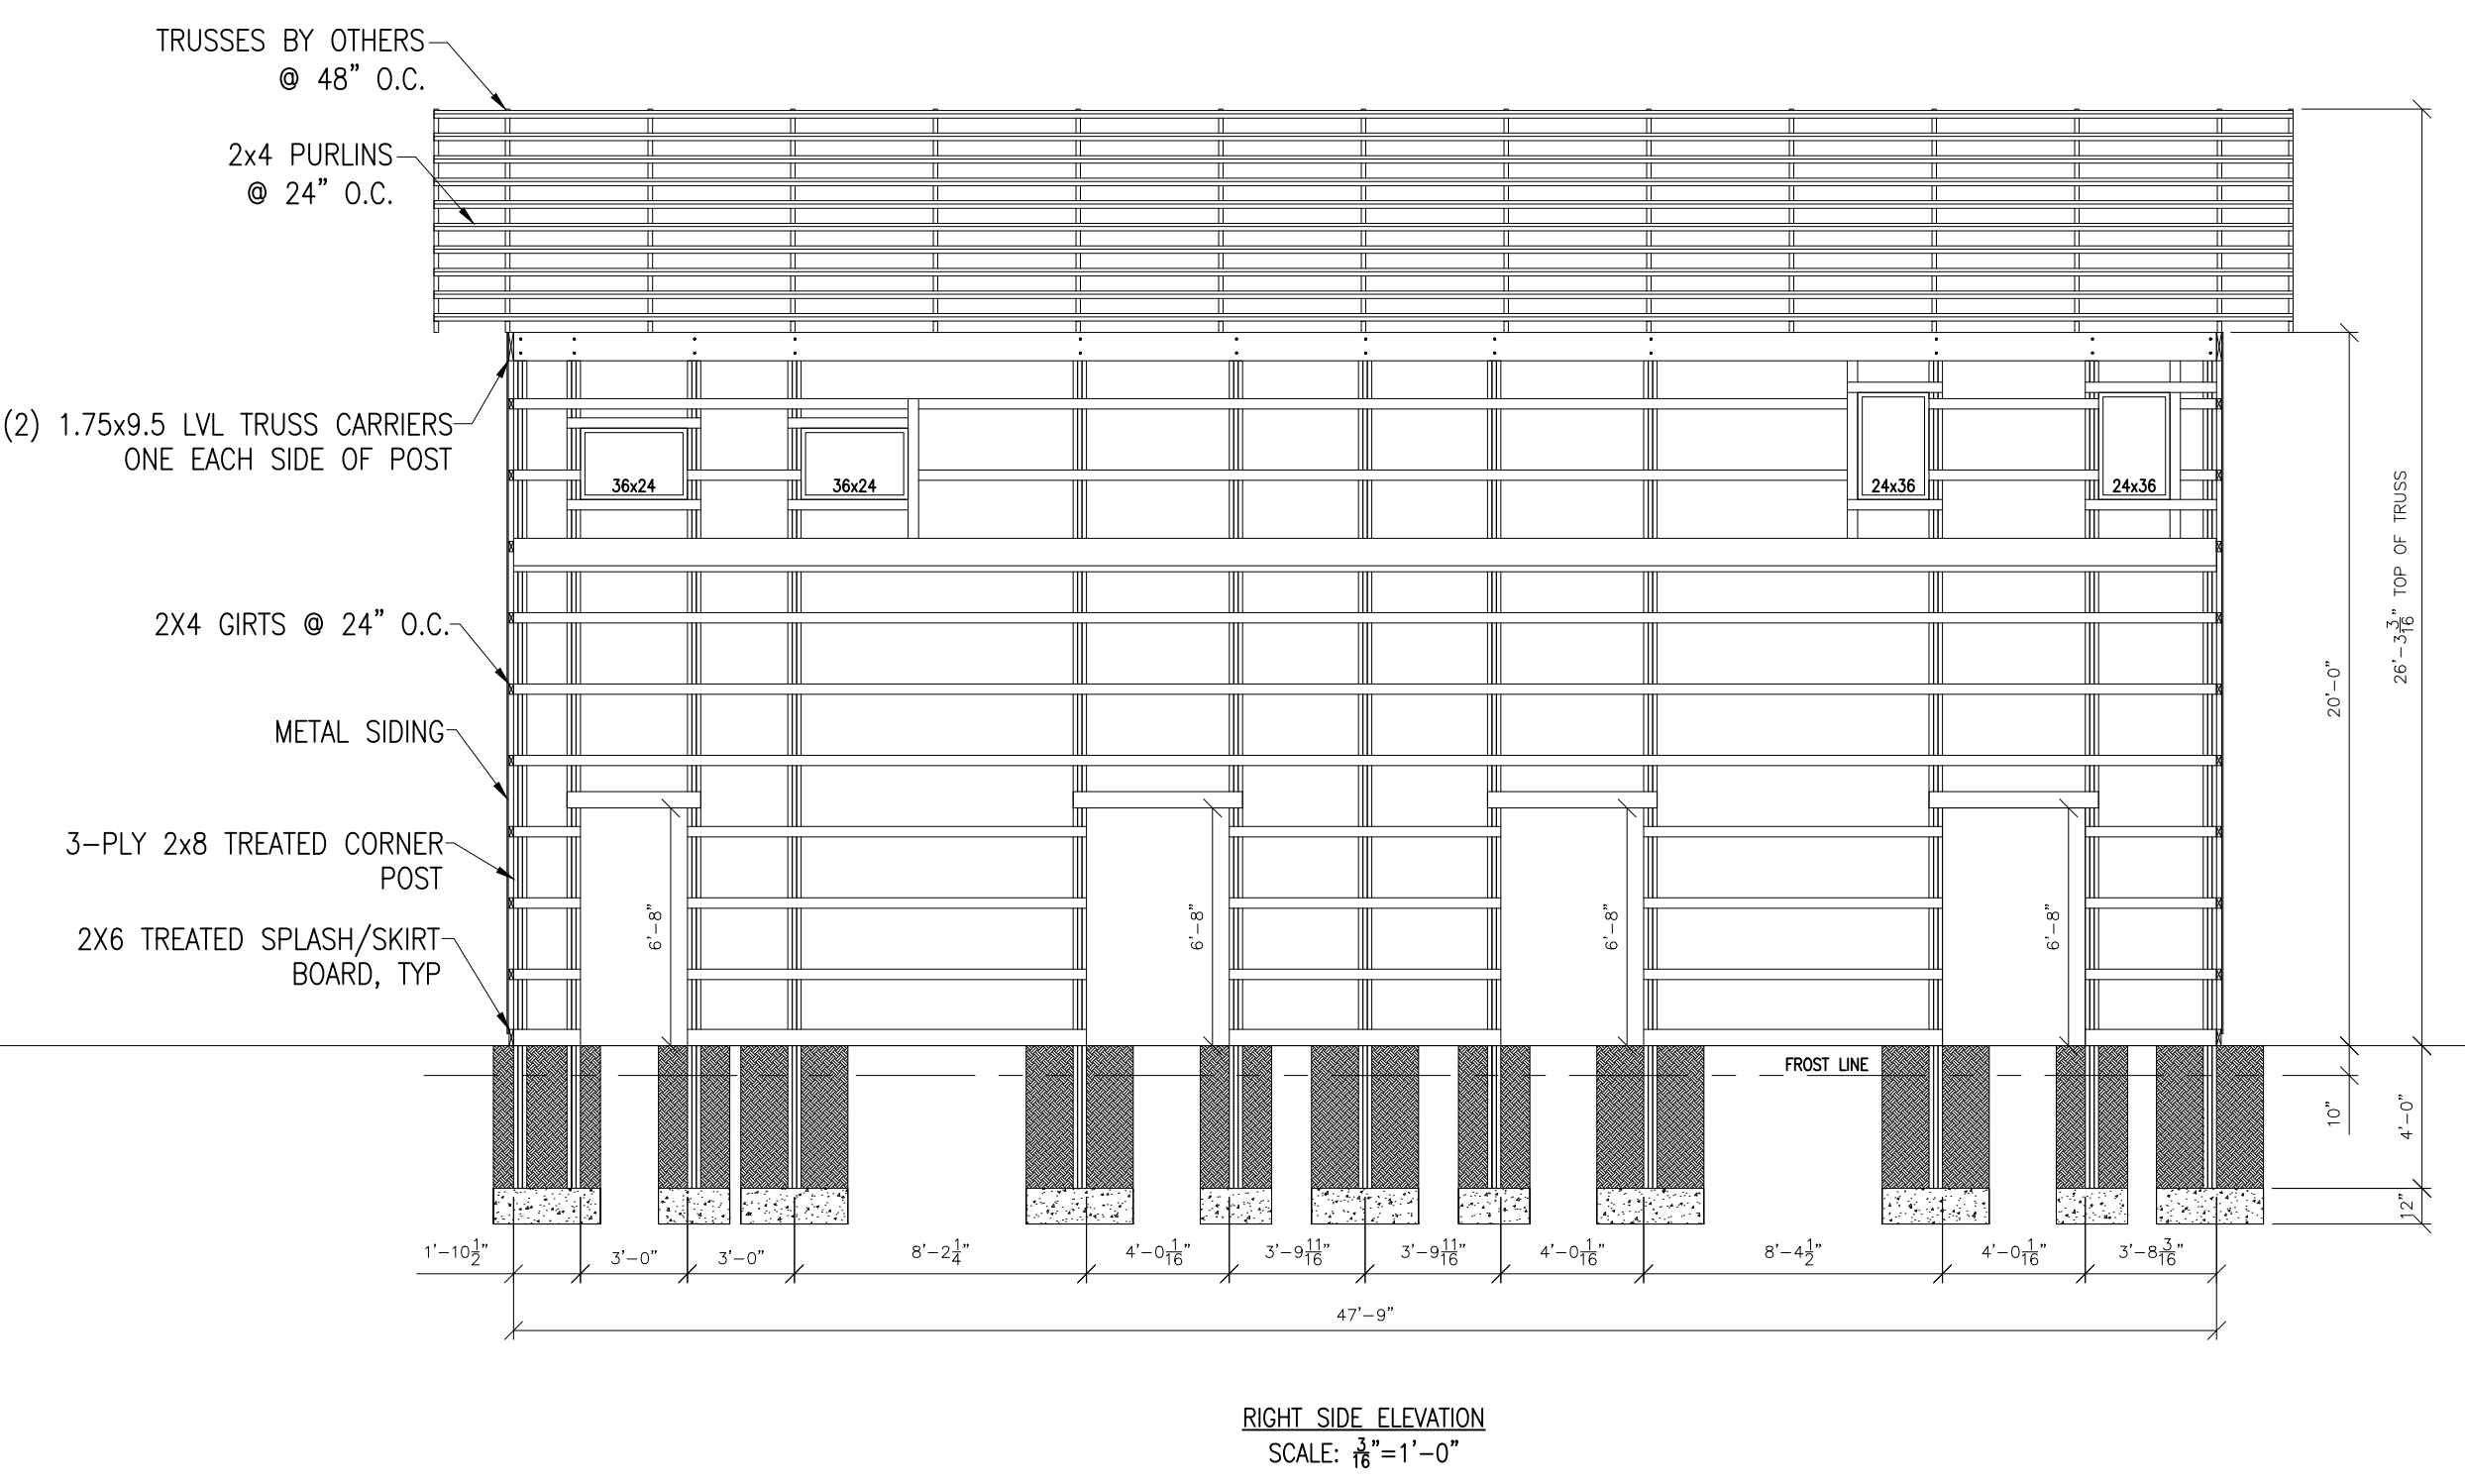 TRUSSES BY OTHERS
@ 48" O.C.
2x4 PURLINS
@ 24" O.C.
(2) 1.75x9.5 LVL TRUSS CARRIERS
ONE EACH SIDE OF POST
36x24
36x24
24x36
24x36
2X4 GIRTS @ 24" O.C.
METAL SIDING
3-PLY 2x8 TREATED CORNER
POST
2X6 TREATED SPLASH/SKIRT
BOARD, TYP
6'-8"
6'-8"
6'-8"
6'-8"
20'-0"
26'-3 3/16" TOP OF TRUSS
FROST LINE
10"
4'-0"
12"
1'-10 1/2"
3'-0"
3'-0"
8'-2 1/4"
4'-0 1/16"
3'-9 11/16"
3'-9 11/16"
4'-0 1/16"
8'-4 1/2"
4'-0 1/16"
3'-8 3/16"
47'-9"
RIGHT SIDE ELEVATION
SCALE: 3/16"=1'-0"